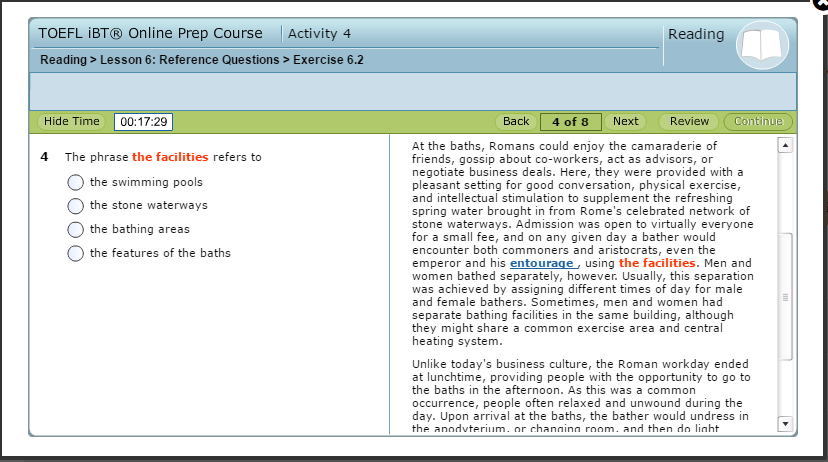 TOEFL iBT® Online Prep Course Activity 4 Reading
Reading > Lesson 6: Reference Questions > Exercise 6.2
Hide Time 00:17:29 Back 4 of 8 Next Review Continue
4 The phrase the facilities refers to
the swimming pools
the stone waterways
the bathing areas
the features of the baths
At the baths, Romans could enjoy the camaraderie of
friends, gossip about co-workers, act as advisors, or
negotiate business deals. Here, they were provided with a
pleasant setting for good conversation, physical exercise,
and intellectual stimulation to supplement the refreshing
spring water brought in from Rome's celebrated network of
stone waterways. Admission was open to virtually everyone
for a small fee, and on any given day a bather would
encounter both commoners and aristocrats, even the
emperor and his entourage , using the facilities. Men and
women bathed separately, however. Usually, this separation
was achieved by assigning different times of day for male
and female bathers. Sometimes, men and women had
separate bathing facilities in the same building, although
they might share a common exercise area and central
heating system.
Unlike today's business culture, the Roman workday ended
at lunchtime, providing people with the opportunity to go to
the baths in the afternoon. As this was a common
occurrence, people often relaxed and unwound during the
day. Upon arrival at the baths, the bather would undress in
the apodyterium, or changing room, and then do light